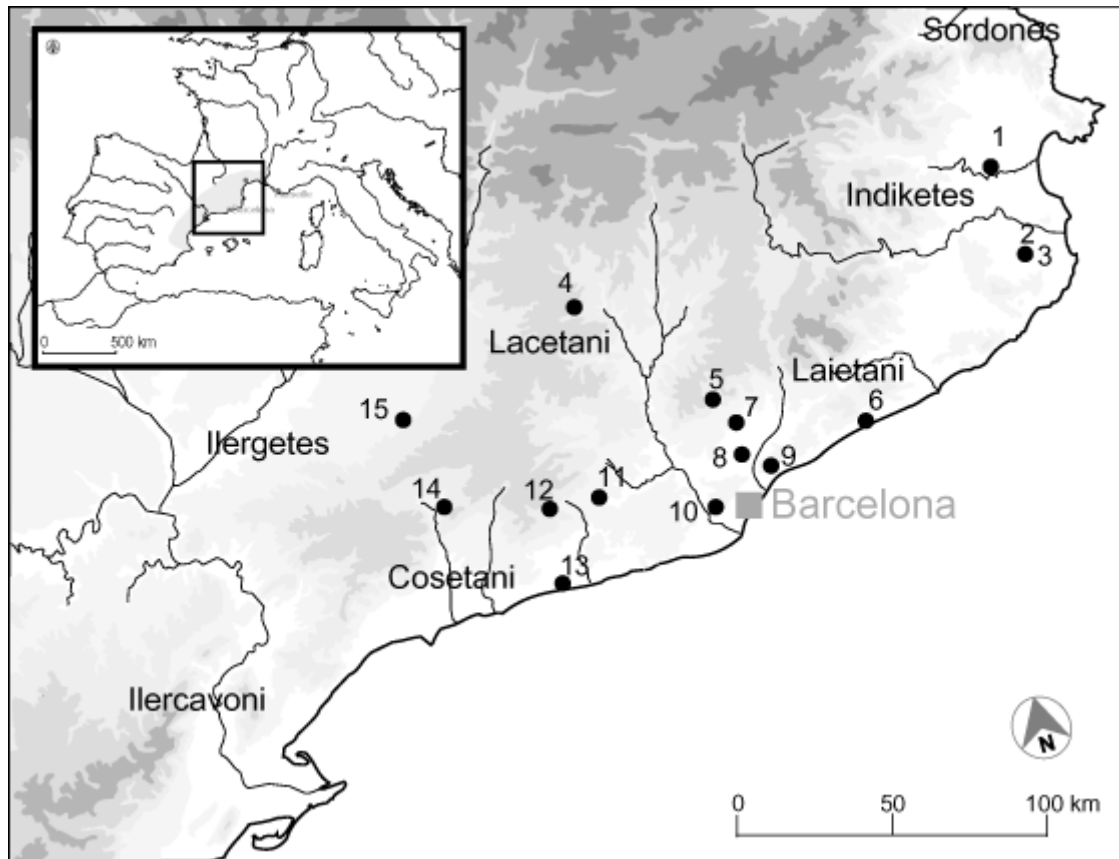 Sordones
1
Indiketes
2
3
4
Lacetani
Laietani
5
6
7
15
Ilergetes
8
9
11
14
12
10
Barcelona
Cosetani
13
Ilercavoni
N
0 50 100 km
0 500 km